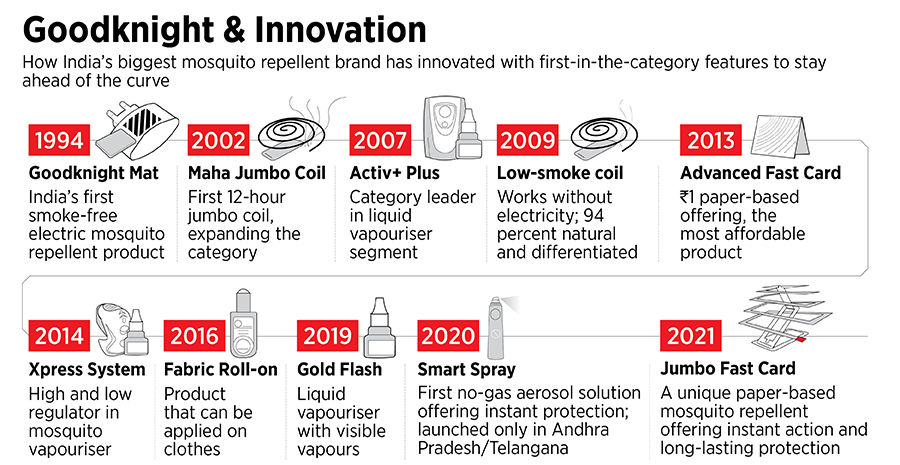 Goodknight & Innovation
How India's biggest mosquito repellent brand has innovated with first-in-the-category features to stay
ahead of the curve
1994
Goodknight Mat
India's first
smoke-free
electric mosquito
repellent product
2002
Maha Jumbo Coil
First 12-hour
jumbo coil,
expanding the
category
2007
Activ+ Plus
Category leader
in liquid
vapouriser
segment
2009
Low-smoke coil
Works without
electricity; 94
percent natural
and differentiated
2013
Advanced Fast Card
₹1 paper-based
offering, the
most affordable
product
2014
Xpress System
High and low
regulator in
mosquito
vapouriser
2016
Fabric Roll-on
Product
that can be
applied on
clothes
2019
Gold Flash
Liquid
vapouriser
with visible
vapours
2020
Smart Spray
First no-gas aerosol solution
offering instant protection;
launched only in Andhra
Pradesh/Telangana
2021
Jumbo Fast Card
A unique paper-based
mosquito repellent
offering instant action and
long-lasting protection